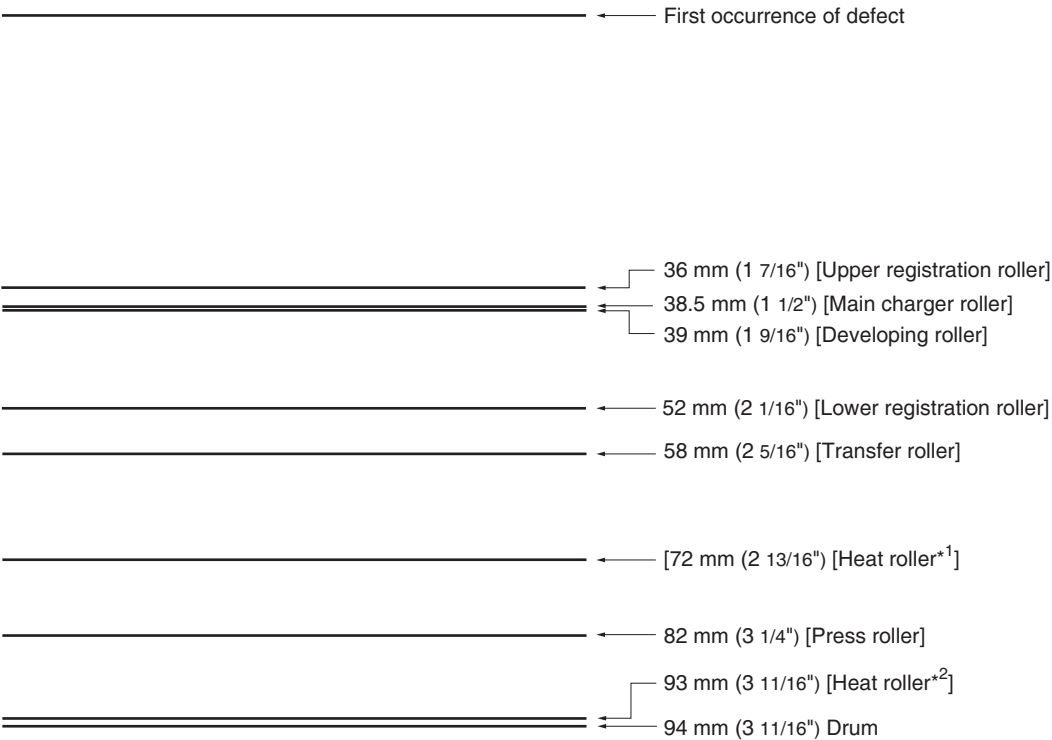 First occurrence of defect
36 mm (1 7/16") [Upper registration roller]
38.5 mm (1 1/2") [Main charger roller]
39 mm (1 9/16") [Developing roller]
52 mm (2 1/16") [Lower registration roller]
58 mm (2 5/16") [Transfer roller]
[72 mm (2 13/16") [Heat roller*1]
82 mm (3 1/4") [Press roller]
93 mm (3 11/16") [Heat roller*2]
94 mm (3 11/16") Drum